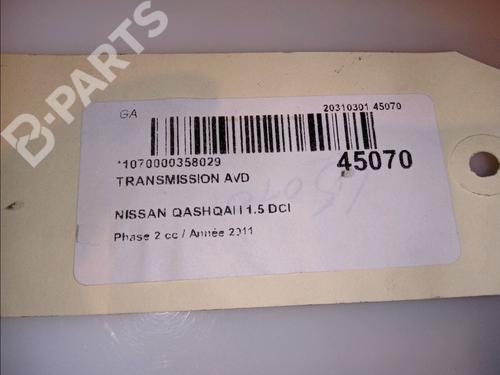 B-PARTS
GA
20310301 45070
*1070000358029
45070
TRANSMISSION AVD
NISSAN QASHQAI I 1.5 DCI
Phase 2 cc / Année 2011